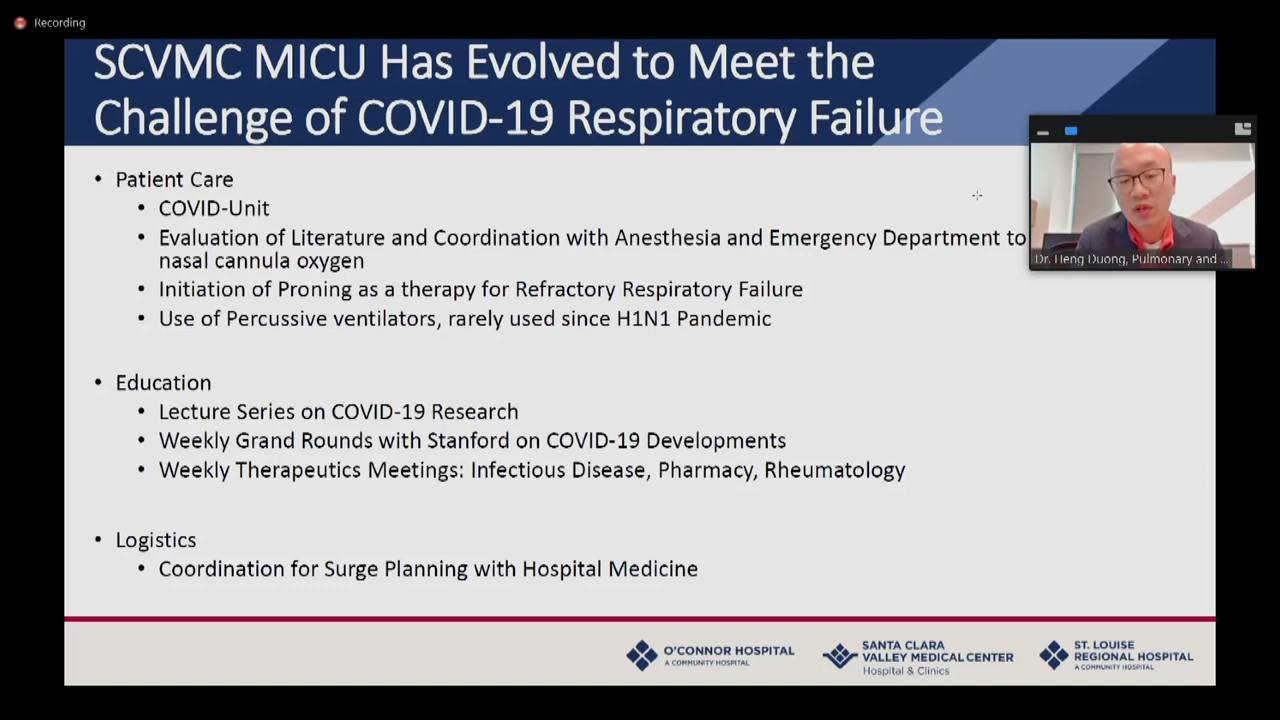 Recording
SCVMC MICU Has Evolved to Meet the
Challenge of COVID-19 Respiratory Failure
• Patient Care
• COVID-Unit
• Evaluation of Literature and Coordination with Anesthesia and Emergency Department to
nasal cannula oxygen
• Initiation of Proning as a therapy for Refractory Respiratory Failure
• Use of Percussive ventilators, rarely used since H1N1 Pandemic
Dr. Heng Duong, Pulmonary and ...
• Education
• Lecture Series on COVID-19 Research
• Weekly Grand Rounds with Stanford on COVID-19 Developments
• Weekly Therapeutics Meetings: Infectious Disease, Pharmacy, Rheumatology
• Logistics
• Coordination for Surge Planning with Hospital Medicine
O'CONNOR HOSPITAL
A COMMUNITY HOSPITAL
SANTA CLARA
VALLEY MEDICAL CENTER
Hospital & Clinics
ST. LOUISE
REGIONAL HOSPITAL
A COMMUNITY HOSPITAL